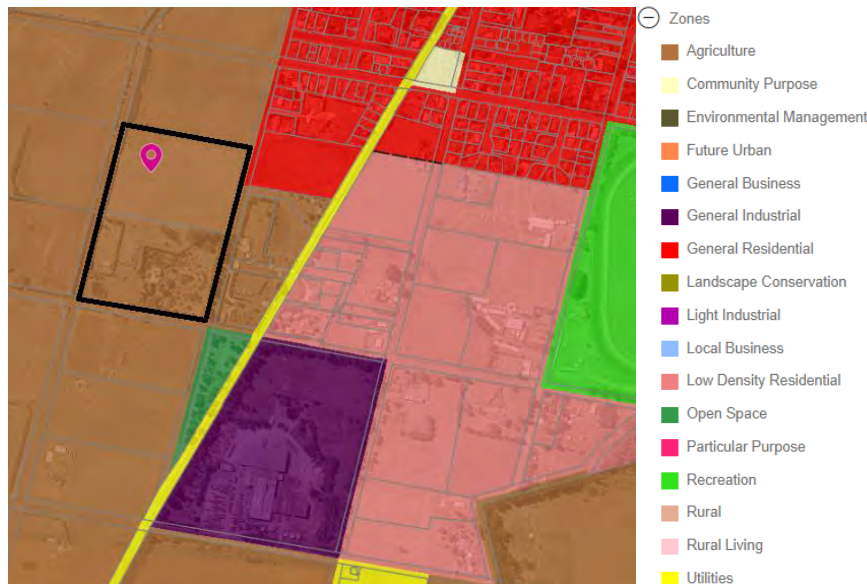 Zones
Agriculture
Community Purpose
Environmental Management
Future Urban
General Business
General Industrial
General Residential
Landscape Conservation
Light Industrial
Local Business
Low Density Residential
Open Space
Particular Purpose
Recreation
Rural
Rural Living
Utilities